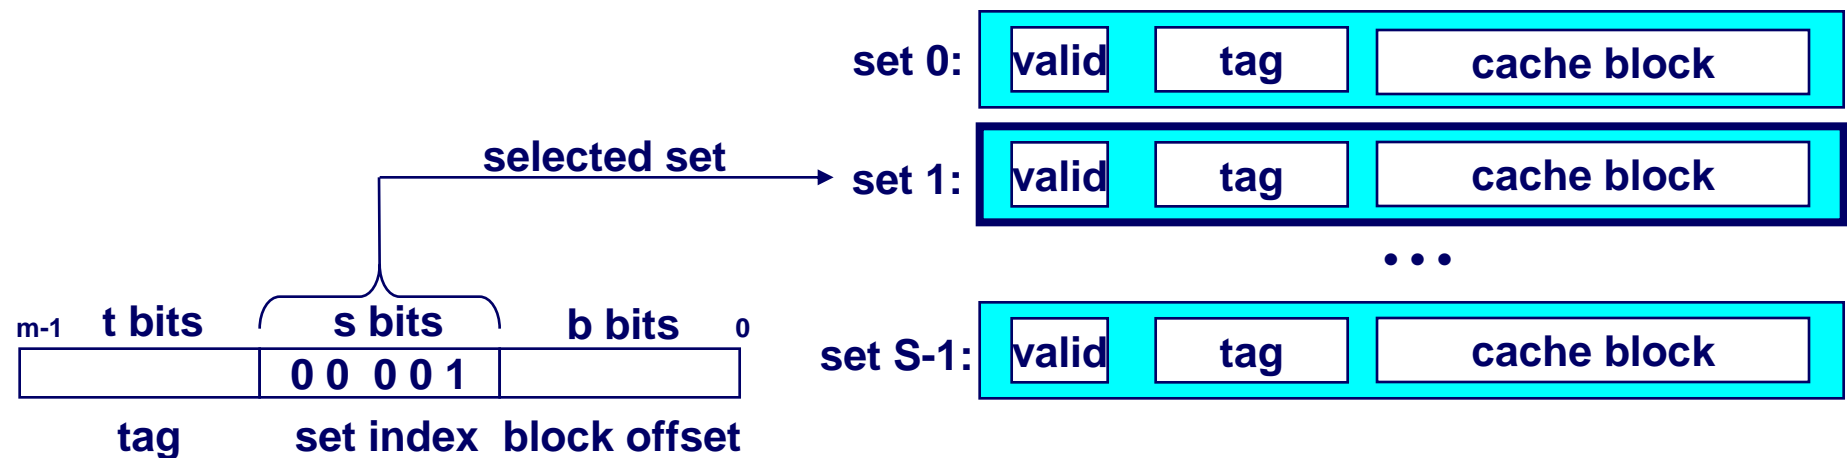 set 0: valid tag cache block
selected set
set 1: valid tag cache block
• • •
m-1 t bits s bits b bits 0
set S-1: valid tag cache block
0 0 0 0 1
tag set index block offset